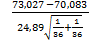 73,027 – 70,083
24,89√(1/36 + 1/36)